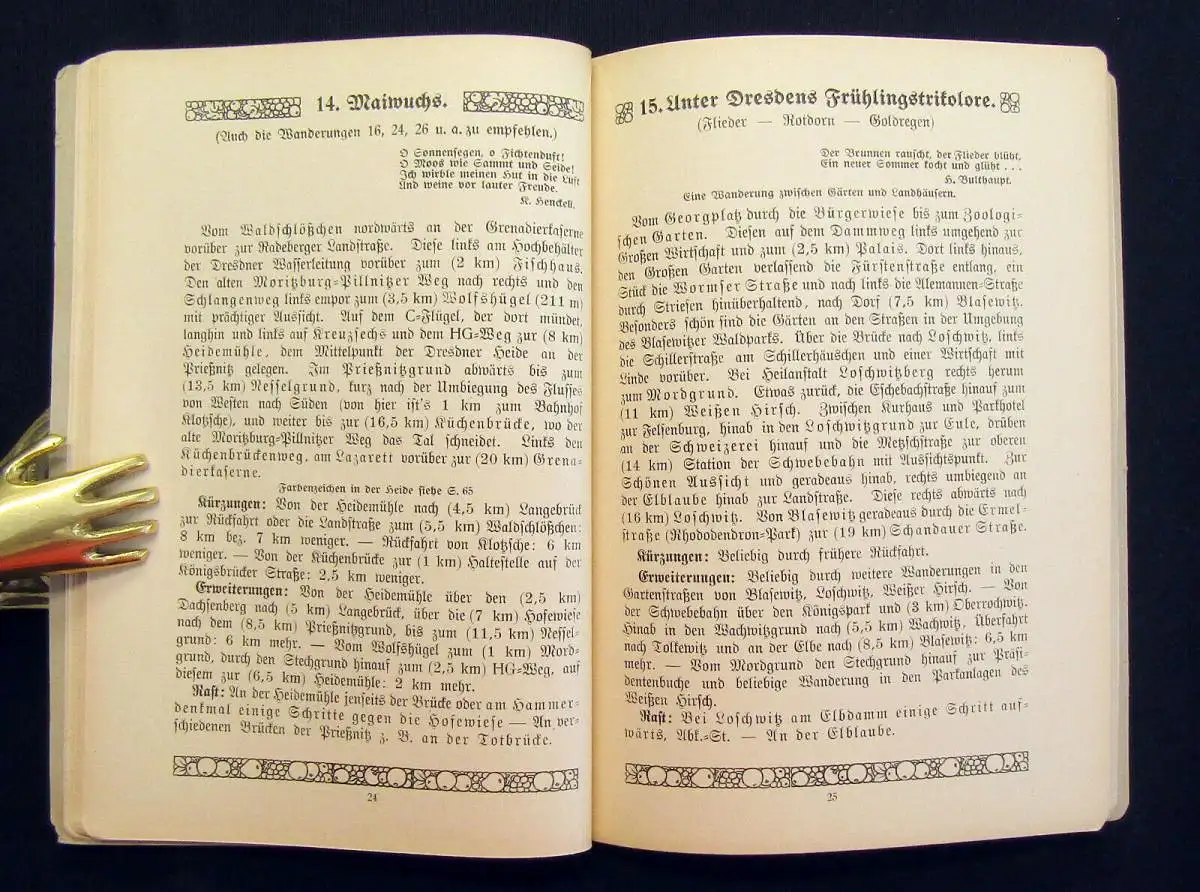 14. Maiwuchs.
(Auch die Wanderungen 16, 24, 26 u. a. zu empfehlen.)
O Sonnensegen, o Fichtenduft!
O Moos wie Sammt und Seide!
Ich wirble meinen Hut in die Luft
Und weine vor lauter Freude.
K. Henckell.
Vom Waldschlößchen nordwärts an der Grenadierkaserne
vorüber zur Radeberger Landstraße. Diese links am Hochbehälter
der Dresdner Wasserleitung vorüber zum (2 km) Fischhaus.
Den alten Moritzburg-Pillnitzer Weg nach rechts und den
Schlangenweg links empor zum (3,5 km) Wolfshügel (211 m)
mit prächtiger Aussicht. Auf dem C-Flügel, der dort mündet,
langhin und links auf Kreuzsechs und dem HG-Weg zur (8 km)
Heidemühle, dem Mittelpunkt der Dresdner Heide an der
Prießnitz gelegen. Im Prießnitzgrund abwärts bis zum
(13,5 km) Nesselgrund, kurz nach der Umbiegung des Flusses
von Westen nach Süden (von hier ist's 1 km zum Bahnhof
Klotzsche), und weiter bis zur (16,5 km) Küchenbrücke, wo der
alte Moritzburg-Pillnitzer Weg das Tal schneidet. Links den
Küchenbrückenweg, am Lazarett vorüber zur (20 km) Grena-
dierkaserne.
Farbenzeichen in der Heide siehe S. 65
Kürzungen: Von der Heidemühle nach (4,5 km) Langebrück
zur Rückfahrt oder die Landstraße zum (5,5 km) Waldschlößchen:
8 km bez. 7 km weniger. — Rückfahrt von Klotzsche: 6 km
weniger. — Von der Küchenbrücke zur (1 km) Haltestelle auf der
Königsbrücker Straße: 2,5 km weniger.
Erweiterungen: Von der Heidemühle über den (2,5 km)
Dachsenberg nach (5 km) Langebrück, über die (7 km) Hofewiese
nach dem (8,5 km) Prießnitzgrund, bis zum (11,5 km) Nessel-
grund: 6 km mehr. — Vom Wolfshügel zum (1 km) Mord-
grund, durch den Stechgrund hinauf zum (2,5 km) HG-Weg, auf
diesem zur (6,5 km) Heidemühle: 2 km mehr.
Rast: An der Heidemühle jenseits der Brücke oder am Hammer-
denkmal einige Schritte gegen die Hofewiese — An ver-
schiedenen Brücken der Prießnitz z. B. an der Totbrücke.
24
15. Unter Dresdens Frühlingstrikolore.
(Flieder — Rotdorn — Goldregen)
Der Brunnen rauscht, der Flieder blüht,
Ein neuer Sommer kocht und glüht . . .
H. Bulthaupt.
Eine Wanderung zwischen Gärten und Landhäusern.
Vom Georgplatz durch die Bürgerwiese bis zum Zoologi-
schen Garten. Diesen auf dem Dammweg links umgehend zur
Großen Wirtschaft und zum (2,5 km) Palais. Dort links hinaus,
den Großen Garten verlassend die Fürstenstraße entlang, ein
Stück die Wormser Straße und nach links die Alemannen-Straße
durch Striesen hinüberhaltend, nach Dorf (7,5 km) Blasewitz.
Besonders schön sind die Gärten an den Straßen in der Umgebung
des Blasewitzer Waldparks. Über die Brücke nach Loschwitz, links
die Schillerstraße am Schillerhäuschen und einer Wirtschaft mit
Linde vorüber. Bei Heilanstalt Loschwitzberg rechts herum
zum Mordgrund. Etwas zurück, die Eschebachstraße hinauf zum
(11 km) Weißen Hirsch. Zwischen Kurhaus und Parkhotel
zur Felsenburg, hinab in den Loschwitzgrund zur Eule, drüben
an der Schweizerei hinauf und die Metzschstraße zur oberen
(14 km) Station der Schwebebahn mit Aussichtspunkt. Zur
Schönen Aussicht und geradeaus hinab, rechts umbiegend an
der Elblaube hinab zur Landstraße. Diese rechts abwärts nach
(16 km) Loschwitz. Von Blasewitz geradeaus durch die Ermel-
straße (Rhododendron-Park) zur (19 km) Schandauer Straße.
Kürzungen: Beliebig durch frühere Rückfahrt.
Erweiterungen: Beliebig durch weitere Wanderungen in den
Gartenstraßen von Blasewitz, Loschwitz, Weißer Hirsch. — Von
der Schwebebahn über den Königspark und (3 km) Oberrochwitz.
Hinab in den Wachwitzgrund nach (5,5 km) Wachwitz, Überfahrt
nach Tolkewitz und an der Elbe nach (8,5 km) Blasewitz: 6,5 km
mehr. — Vom Mordgrund den Stechgrund hinauf zur Präsi-
dentenbuche und beliebige Wanderung in den Parkanlagen des
Weißen Hirsch.
Rast: Bei Loschwitz am Elbdamm einige Schritt auf-
wärts, Abk.-St. — An der Elblaube.
25